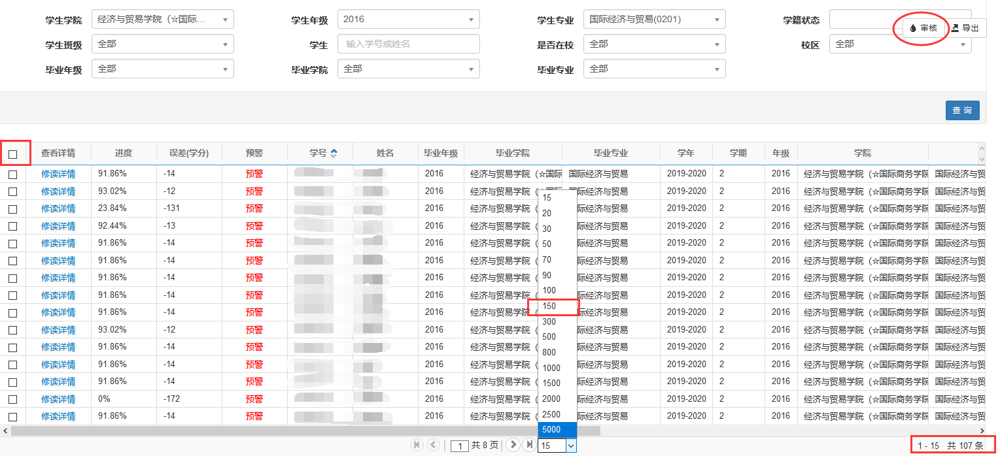 学生学院 经济与贸易学院（☆国际... 学生年级 2016 学生专业 国际经济与贸易(0201) 学籍状态
审核 导出
学生班级 全部 学生 输入学号或姓名 是否在校 全部 校区 全部
毕业年级 全部 毕业学院 全部 毕业专业 全部
查 询
查看详情 进度 误差(学分) 预警 学号 姓名 毕业年级 毕业学院 毕业专业 学年 学期 年级 学院
修读详情 91.86% -14 预警 2016 经济与贸易学院（☆国际 国际经济与贸易 2019-2020 2 2016 经济与贸易学院（☆国际商务学院 国际经济与贸
修读详情 93.02% -12 预警 2016 经济与贸易学院（☆国际 国际经济与贸易 2019-2020 2 2016 经济与贸易学院（☆国际商务学院 国际经济与贸
修读详情 23.84% -131 预警 2016 经济与贸易学院（ 际经济与贸易 2019-2020 2 2016 经济与贸易学院（☆国际商务学院 国际经济与贸
修读详情 92.44% -13 预警 2016 经济与贸易学院（ 际经济与贸易 2019-2020 2 2016 经济与贸易学院（☆国际商务学院 国际经济与贸
修读详情 91.86% -14 预警 2016 经济与贸易学院（ 际经济与贸易 2019-2020 2 2016 经济与贸易学院（☆国际商务学院 国际经济与贸
修读详情 91.86% -14 预警 2016 经济与贸易学院（ 际经济与贸易 2019-2020 2 2016 经济与贸易学院（☆国际商务学院 国际经济与贸
修读详情 91.86% -14 预警 2016 经济与贸易学院（ 际经济与贸易 2019-2020 2 2016 经济与贸易学院（☆国际商务学院 国际经济与贸
修读详情 91.86% -14 预警 2016 经济与贸易学院（ 际经济与贸易 2019-2020 2 2016 经济与贸易学院（☆国际商务学院 国际经济与贸
修读详情 91.86% -14 预警 2016 经济与贸易学院（ 际经济与贸易 2019-2020 2 2016 经济与贸易学院（☆国际商务学院 国际经济与贸
修读详情 93.02% -12 预警 2016 经济与贸易学院（ 际经济与贸易 2019-2020 2 2016 经济与贸易学院（☆国际商务学院 国际经济与贸
修读详情 91.86% -14 预警 2016 经济与贸易学院（ 际经济与贸易 2019-2020 2 2016 经济与贸易学院（☆国际商务学院 国际经济与贸
修读详情 91.86% -14 预警 2016 经济与贸易学院（ 际经济与贸易 2019-2020 2 2016 经济与贸易学院（☆国际商务学院 国际经济与贸
修读详情 91.86% -14 预警 2016 经济与贸易学院（ 际经济与贸易 2019-2020 2 2016 经济与贸易学院（☆国际商务学院 国际经济与贸
修读详情 0% -172 预警 2016 经济与贸易学院（ 际经济与贸易 2019-2020 2 2016 经济与贸易学院（☆国际商务学院 国际经济与贸
修读详情 91.86% -14 预警 2016 经济与贸易学院（ 际经济与贸易 2019-2020 2 2016 经济与贸易学院（☆国际商务学院 国际经济与贸
15
20
30
50
70
90
100
150
300
500
800
1000
1500
2000
2500
5000
1 共 8 页 15 1 - 15 共 107 条